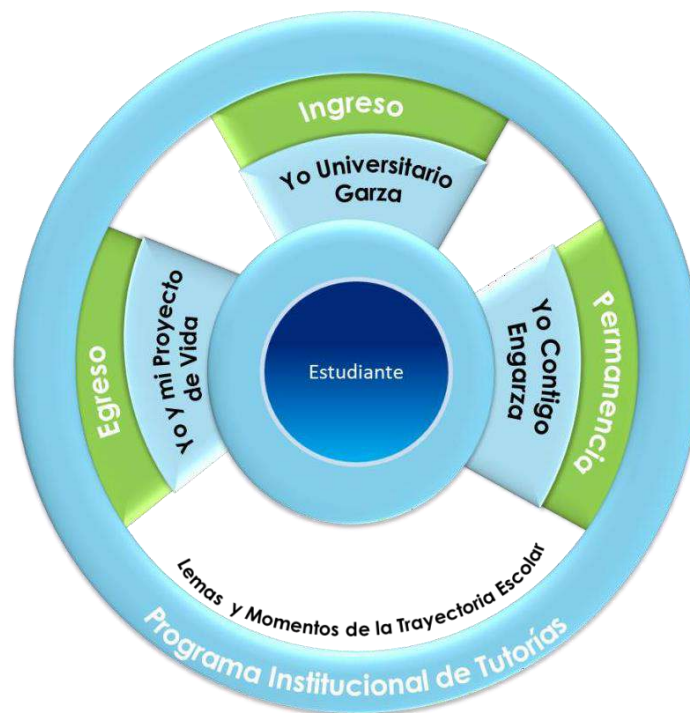 Ingreso
Yo Universitario
Garza
Permanencia
Yo Contigo
Engarza
Egreso
Yo y mi Proyecto
de Vida
Estudiante
Lemas y Momentos de la Trayectoria Escolar
Programa Institucional de Tutorías